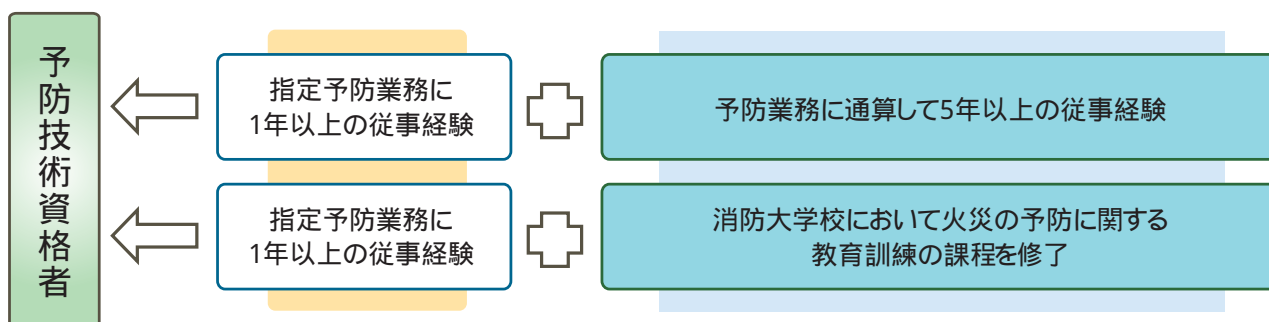 予防技術資格者
指定予防業務に
1年以上の従事経験
予防業務に通算して5年以上の従事経験
指定予防業務に
1年以上の従事経験
消防大学校において火災の予防に関する
教育訓練の課程を修了